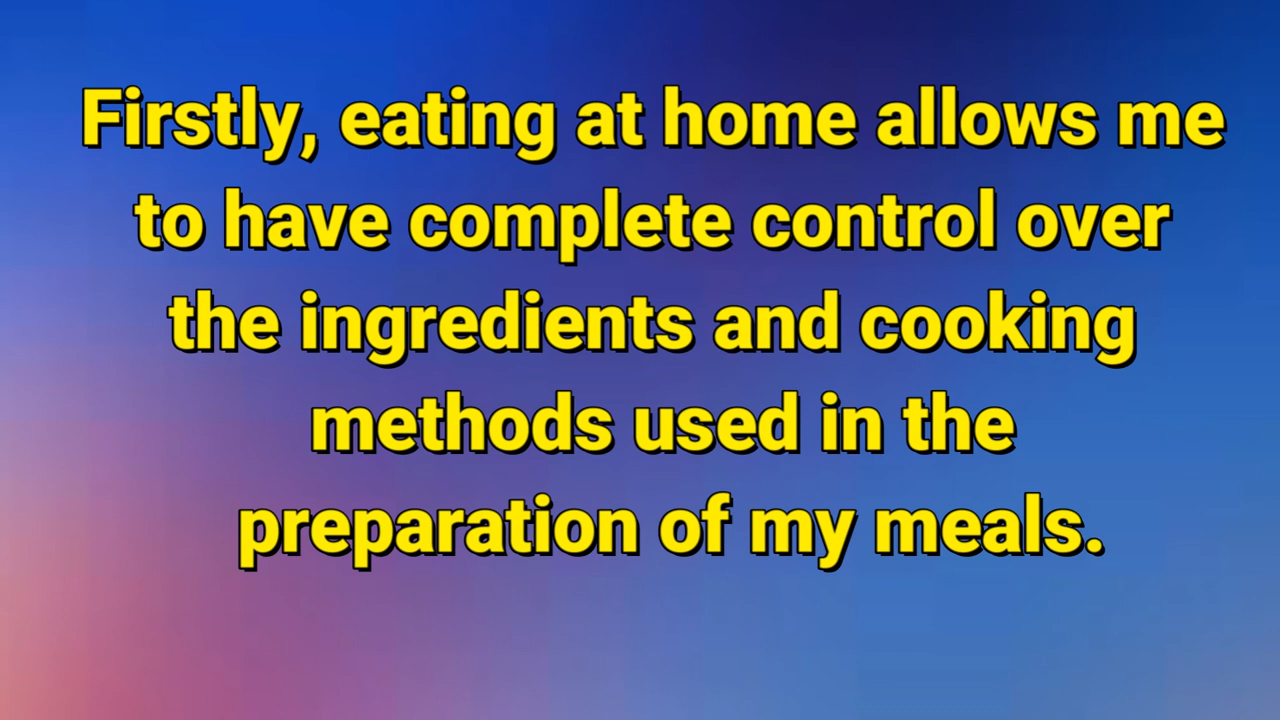 Firstly, eating at home allows me
to have complete control over
the ingredients and cooking
methods used in the
preparation of my meals.